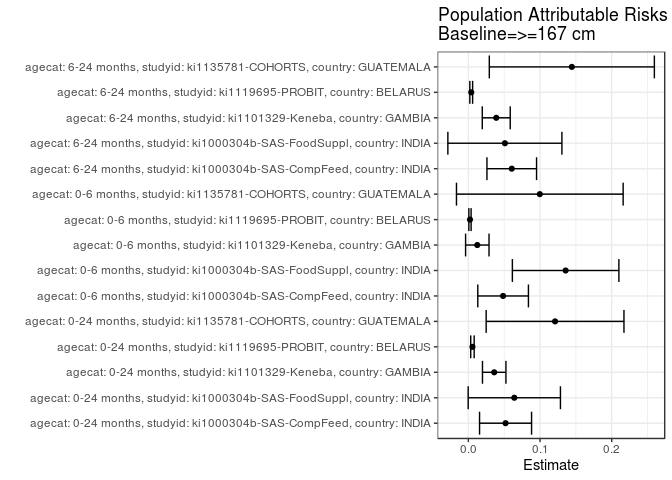 Population Attributable Risks
Baseline=>=167 cm
agecat: 6-24 months, studyid: ki1135781-COHORTS, country: GUATEMALA
agecat: 6-24 months, studyid: ki1119695-PROBIT, country: BELARUS
agecat: 6-24 months, studyid: ki1101329-Keneba, country: GAMBIA
agecat: 6-24 months, studyid: ki1000304b-SAS-FoodSuppl, country: INDIA
agecat: 6-24 months, studyid: ki1000304b-SAS-CompFeed, country: INDIA
agecat: 0-6 months, studyid: ki1135781-COHORTS, country: GUATEMALA
agecat: 0-6 months, studyid: ki1119695-PROBIT, country: BELARUS
agecat: 0-6 months, studyid: ki1101329-Keneba, country: GAMBIA
agecat: 0-6 months, studyid: ki1000304b-SAS-FoodSuppl, country: INDIA
agecat: 0-6 months, studyid: ki1000304b-SAS-CompFeed, country: INDIA
agecat: 0-24 months, studyid: ki1135781-COHORTS, country: GUATEMALA
agecat: 0-24 months, studyid: ki1119695-PROBIT, country: BELARUS
agecat: 0-24 months, studyid: ki1101329-Keneba, country: GAMBIA
agecat: 0-24 months, studyid: ki1000304b-SAS-FoodSuppl, country: INDIA
agecat: 0-24 months, studyid: ki1000304b-SAS-CompFeed, country: INDIA
0.0 0.1 0.2
Estimate